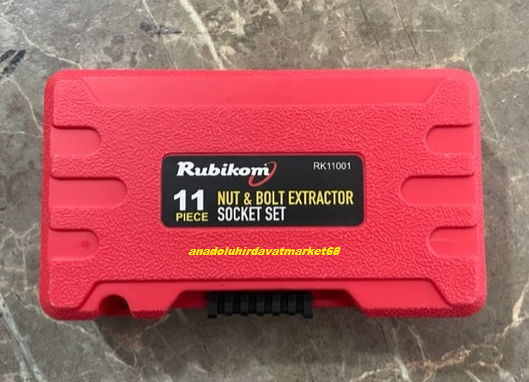 Rubikom RK11001
11 PIECE NUT & BOLT EXTRACTOR
SOCKET SET
anadoluhirdavatmarket68